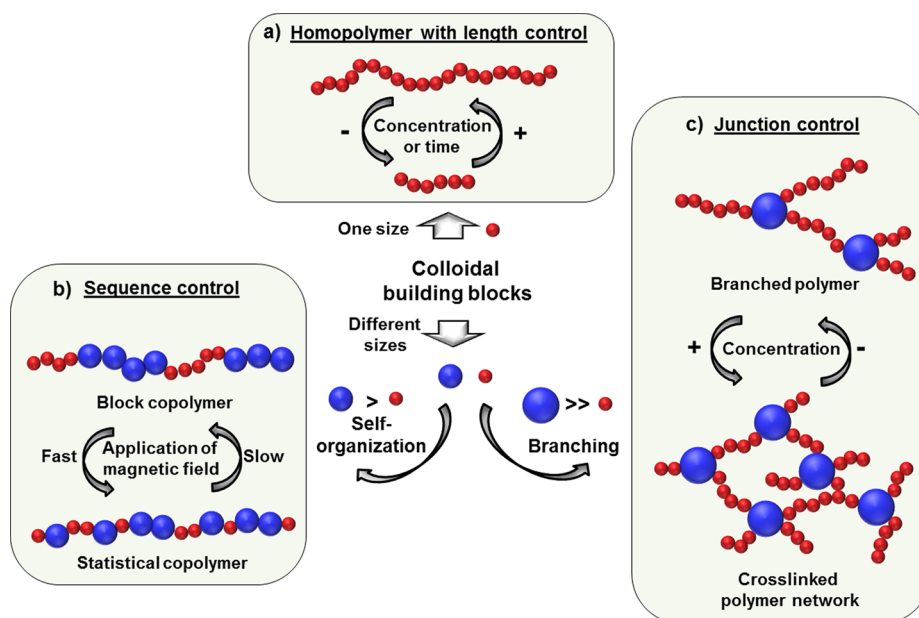 a) Homopolymer with length control
-
Concentration
or time
+
One size
Colloidal
building blocks
Different
sizes
>
Self-
organization
>>
Branching
b) Sequence control
Block copolymer
Fast
Application of
magnetic field
Slow
Statistical copolymer
c) Junction control
Branched polymer
+
Concentration
-
Crosslinked
polymer network